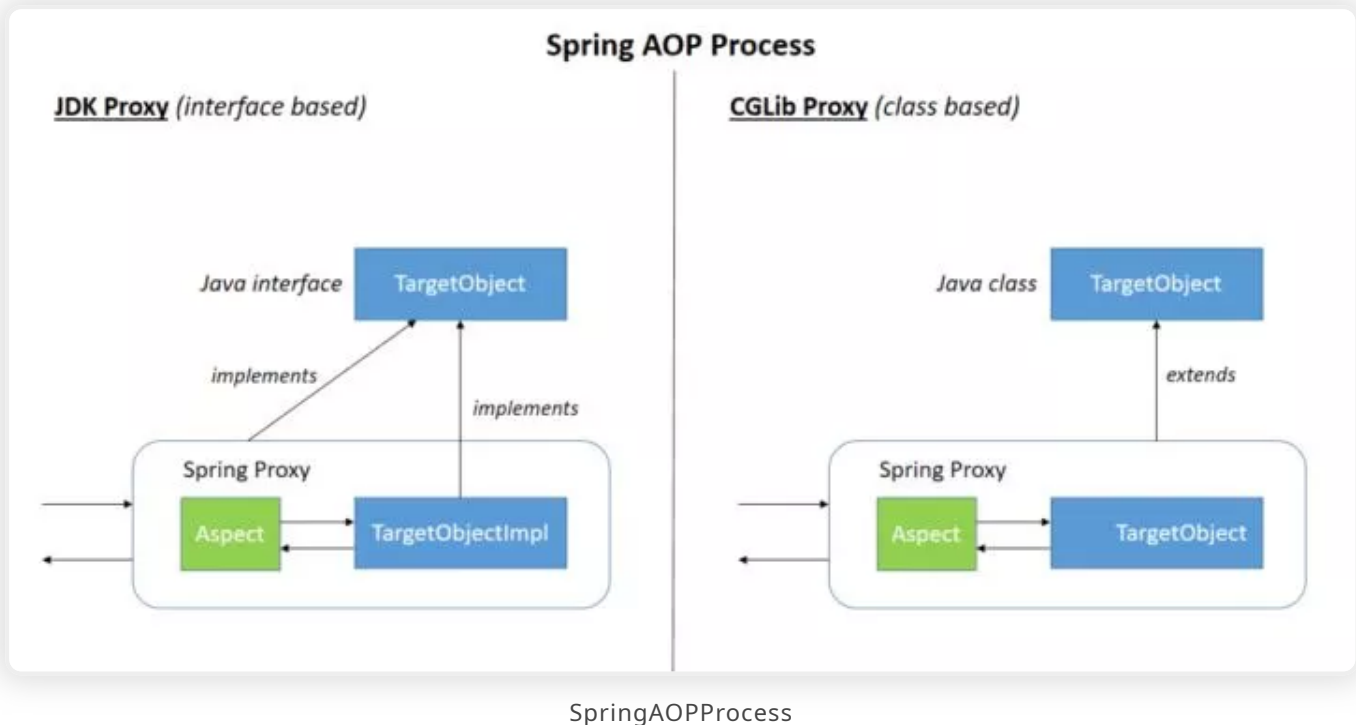 Spring AOP Process
JDK Proxy (interface based)
Java interface
TargetObject
implements
implements
Spring Proxy
Aspect
TargetObjectImpl
CGLib Proxy (class based)
Java class
TargetObject
extends
Spring Proxy
Aspect
TargetObject
SpringAOPProcess